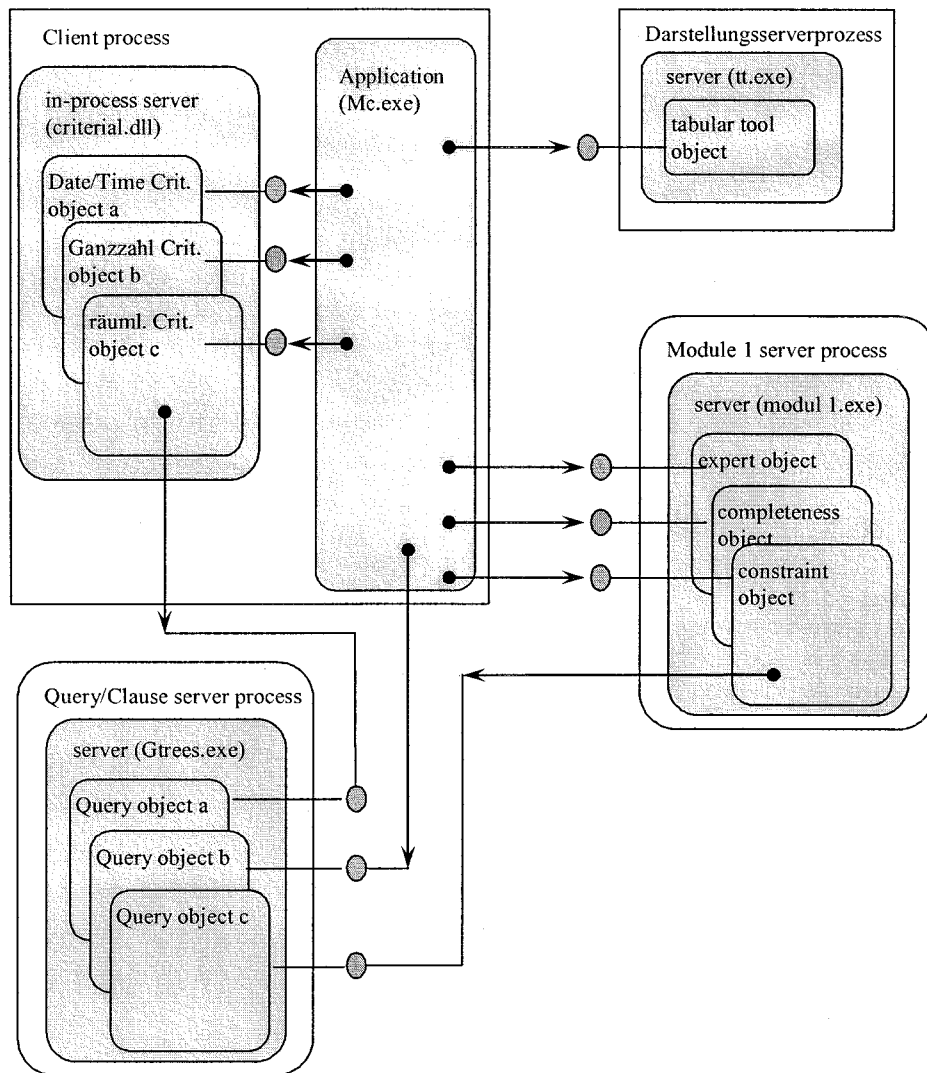 Client process
in-process server
(criterial.dll)
Date/Time Crit.
object a
Ganzzahl Crit.
object b
räuml. Crit.
object c
Application
(Mc.exe)
Darstellungsserverprozess
server (tt.exe)
tabular tool
object
Module 1 server process
server (modul 1.exe)
expert object
completeness
object
constraint
object
Query/Clause server process
server (Gtrees.exe)
Query object a
Query object b
Query object c